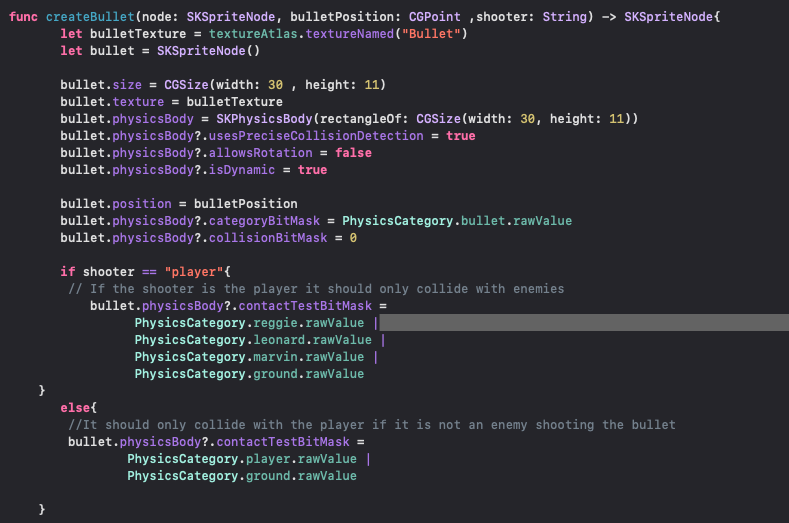 func createBullet(node: SKSpriteNode, bulletPosition: CGPoint ,shooter: String) -> SKSpriteNode{
let bulletTexture = textureAtlas.textureNamed("Bullet")
let bullet = SKSpriteNode()
bullet.size = CGSize(width: 30 , height: 11)
bullet.texture = bulletTexture
bullet.physicsBody = SKPhysicsBody(rectangleOf: CGSize(width: 30, height: 11))
bullet.physicsBody?.usesPreciseCollisionDetection = true
bullet.physicsBody?.allowsRotation = false
bullet.physicsBody?.isDynamic = true
bullet.position = bulletPosition
bullet.physicsBody?.categoryBitMask = PhysicsCategory.bullet.rawValue
bullet.physicsBody?.collisionBitMask = 0
if shooter == "player"{
// If the shooter is the player it should only collide with enemies
bullet.physicsBody?.contactTestBitMask =
PhysicsCategory.reggie.rawValue |
PhysicsCategory.leonard.rawValue |
PhysicsCategory.marvin.rawValue |
PhysicsCategory.ground.rawValue
}
else{
//It should only collide with the player if it is not an enemy shooting the bullet
bullet.physicsBody?.contactTestBitMask =
PhysicsCategory.player.rawValue |
PhysicsCategory.ground.rawValue
}